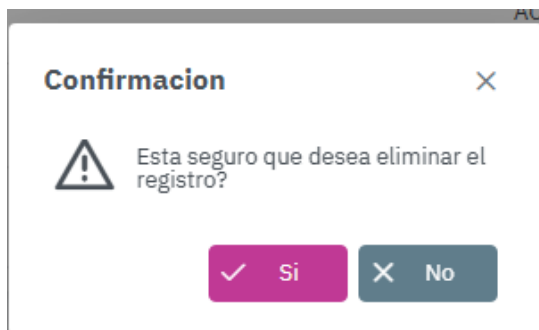 Confirmacion
Esta seguro que desea eliminar el
registro?
Si
No